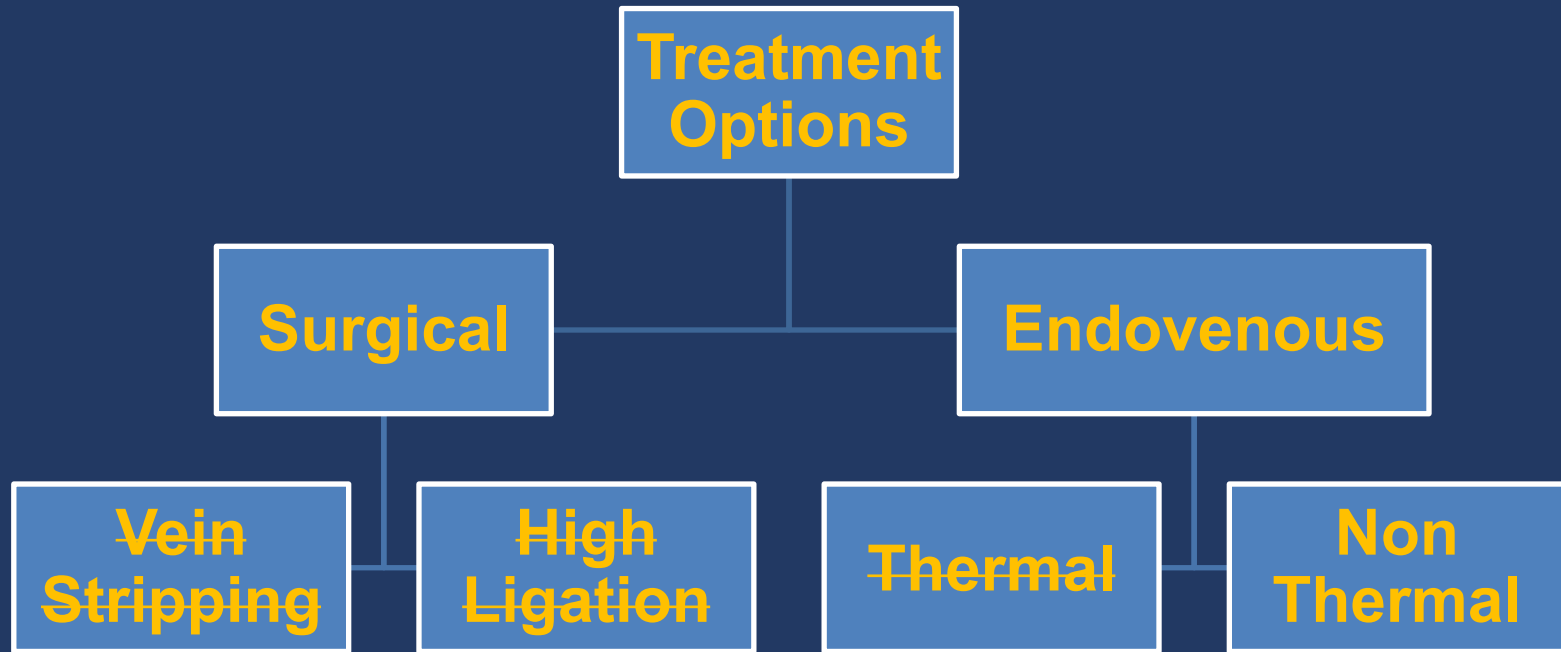 Treatment
Options
Surgical
Endovenous
Vein
Stripping
High
Ligation
Thermal
Non
Thermal